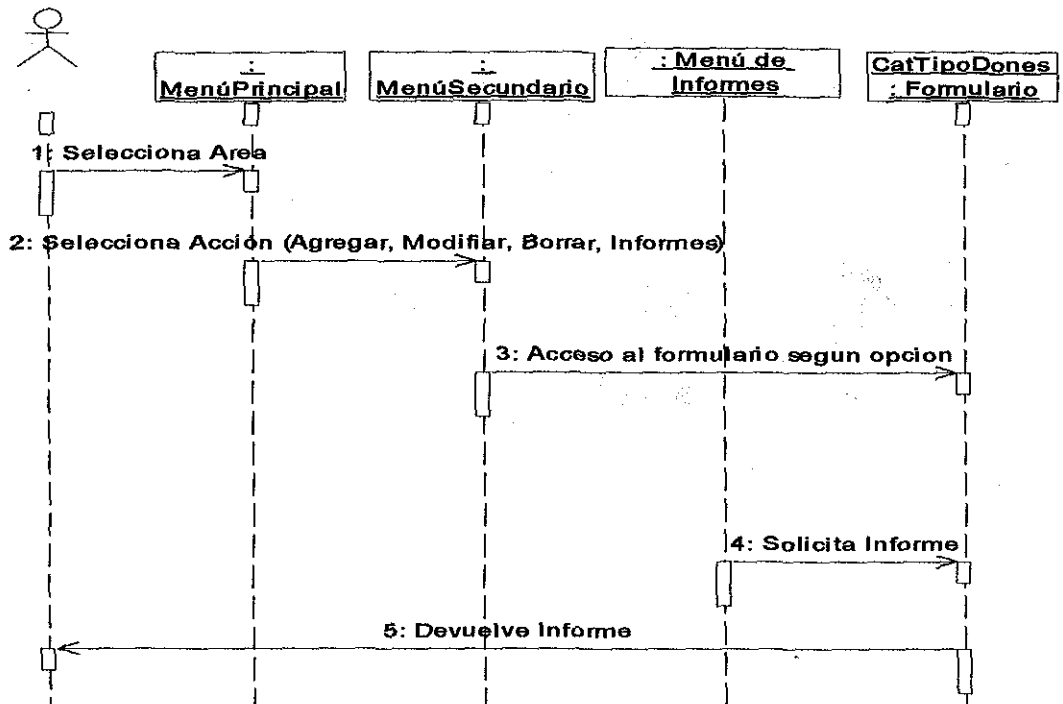 :
MenúPrincipal
:
MenúSecundario
: Menú de
Informes
CatTipoDones
: Formulario
1: Selecciona Area
2: Selecciona Acción (Agregar, Modifiar, Borrar, Informes)
3: Acceso al formulario segun opcion
4: Solicita Informe
5: Devuelve Informe